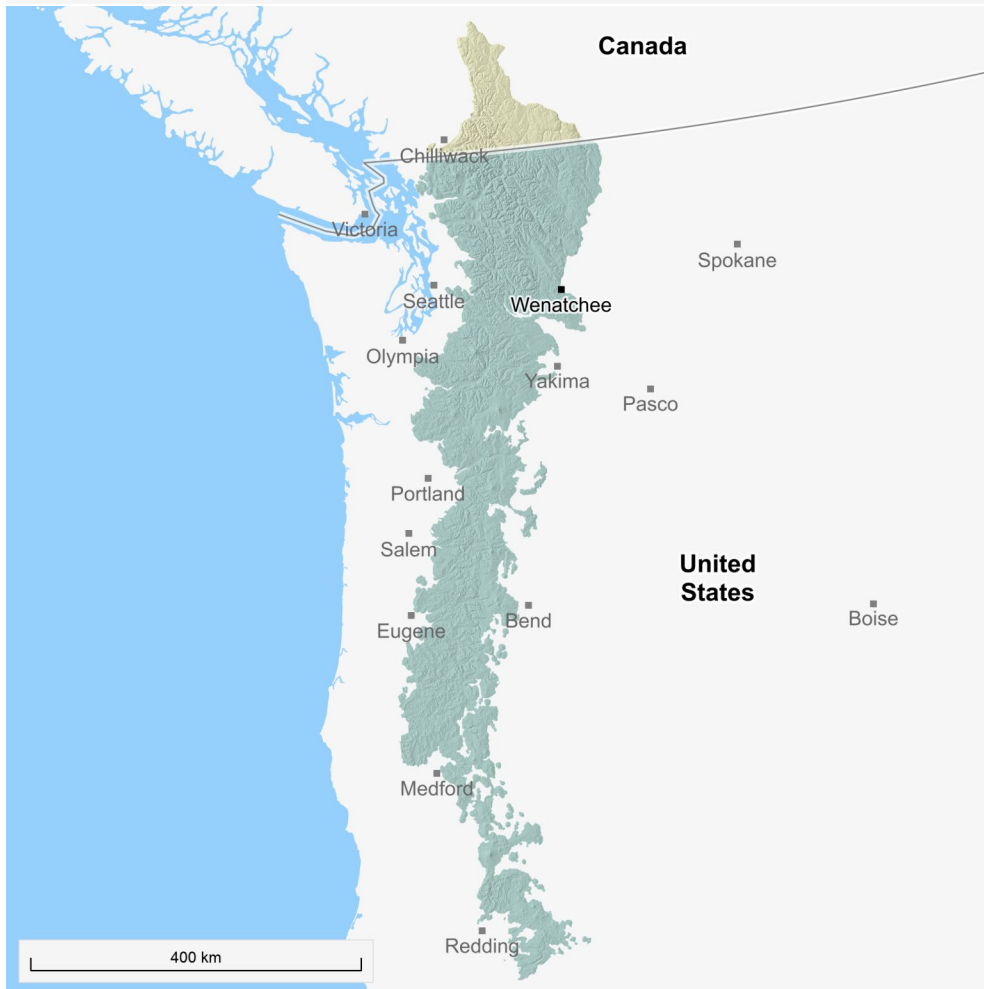 Canada
Chilliwack
Victoria
Spokane
Seattle
Wenatchee
Olympia
Yakima
Pasco
Portland
Salem
United
States
Eugene
Bend
Boise
Medford
Redding
400 km